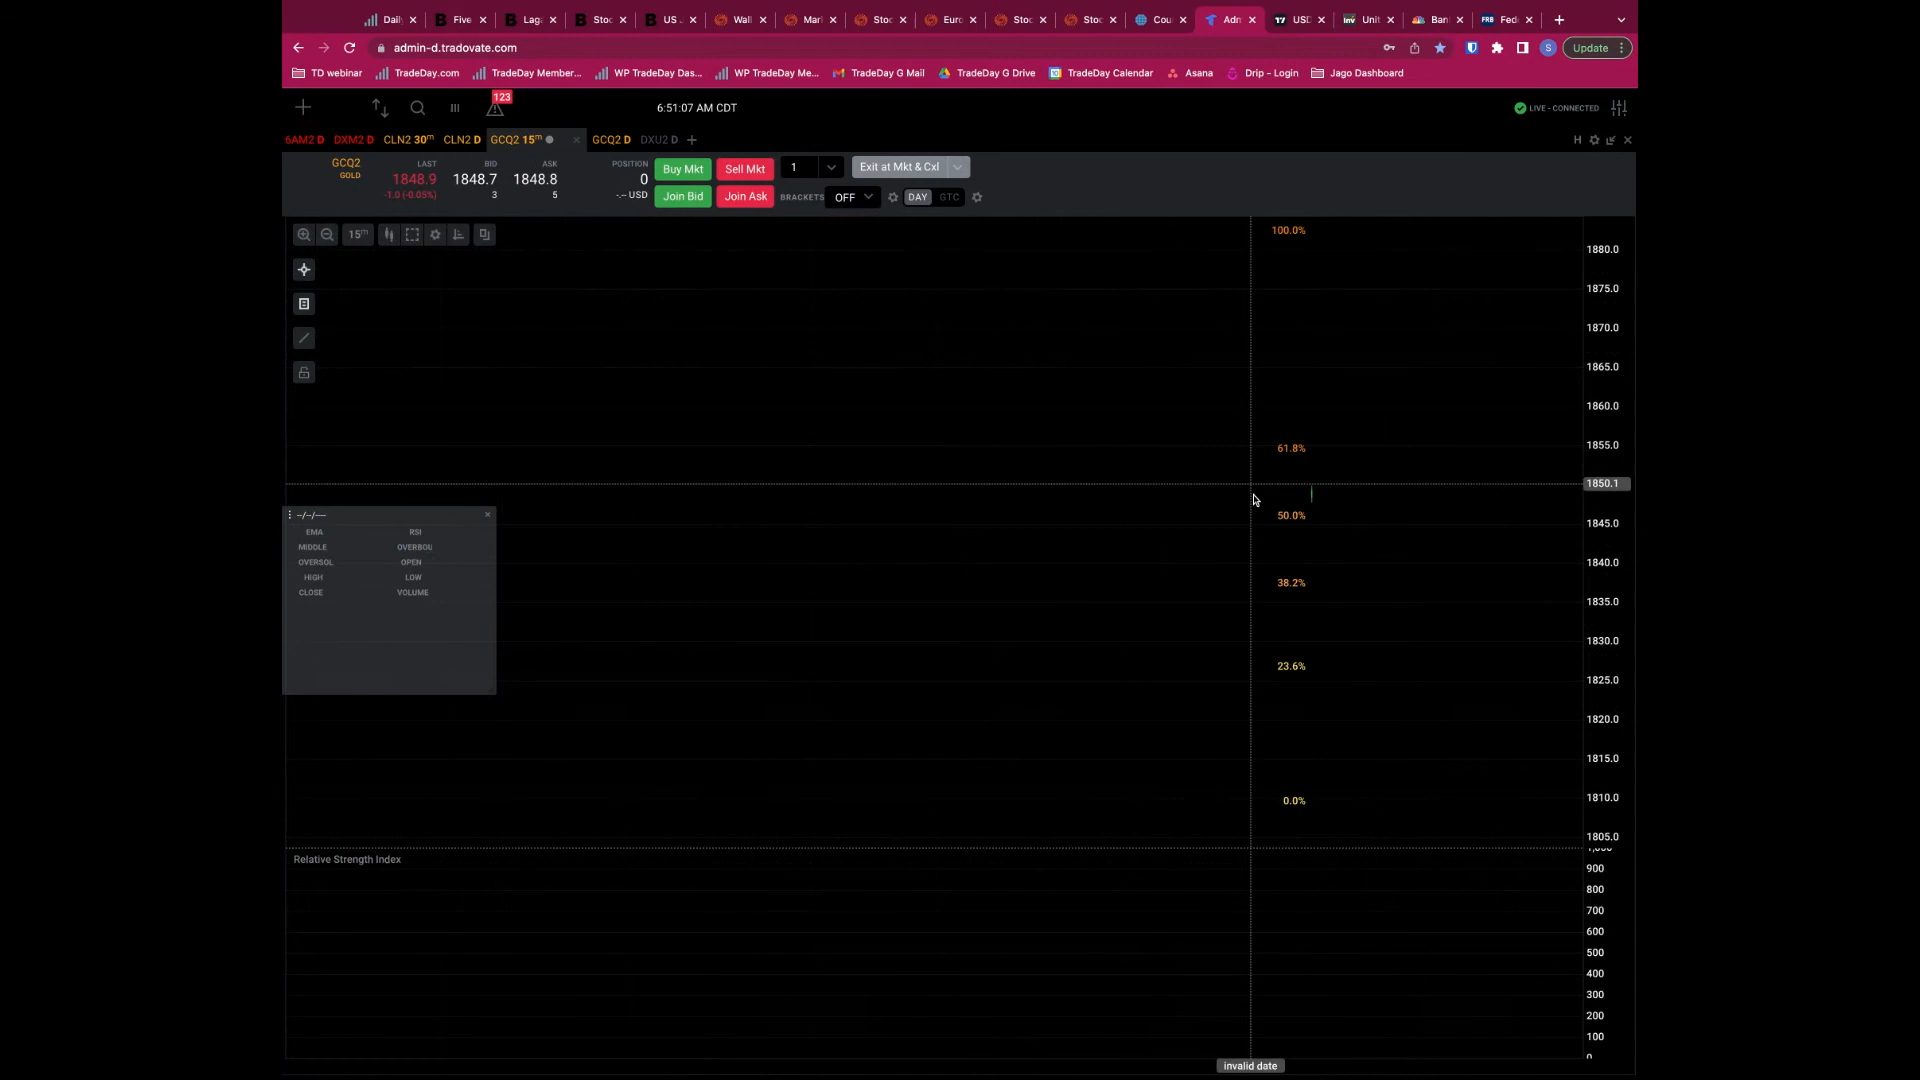 Daily Five Laga Stoc US Wall Mark Stoc Euro Stoc Stoc Cou Adm USD Unit Ban Fede
admin-d.tradovate.com
Update
TD webinar TradeDay.com TradeDay Member... WP TradeDay Das... WP TradeDay Me... TradeDay G Mail TradeDay G Drive TradeDay Calendar Asana Drip - Login Jago Dashboard
123
6:51:07 AM CDT
LIVE - CONNECTED
6AM2 D DXM2 D CLN2 30m CLN2 D GCQ2 15m GCQ2 D DXU2 D
H
GCQ2 LAST BID ASK POSITION
GOLD 1848.9 1848.7 1848.8 0
-1.0 (-0.05%) 3 5 -.-- USD
Buy Mkt Sell Mkt 1 Exit at Mkt & Cxl
Join Bid Join Ask BRACKETS OFF DAY GTC
15m
100.0%
1880.0
1875.0
1870.0
1865.0
1860.0
61.8%
1855.0
1850.1
50.0%
1845.0
1840.0
38.2%
1835.0
1830.0
23.6%
1825.0
1820.0
1815.0
1810.0
0.0%
1805.0
--/--/----
EMA RSI
MIDDLE OVERBOU
OVERSOL OPEN
HIGH LOW
CLOSE VOLUME
Relative Strength Index
900
800
700
600
500
400
300
200
100
0
invalid date